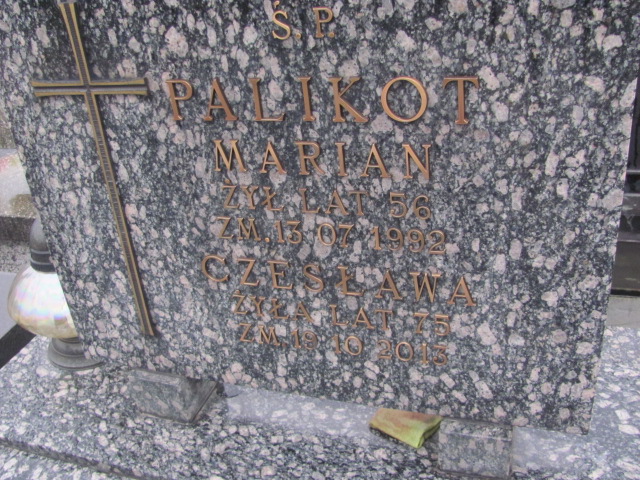 Ś. P.
PALIKOT
MARIAN
ŻYŁ LAT 56
ZM. 13 07 1992
CZESŁAWA
ŻYŁA LAT 75
ZM. 19 10 2013